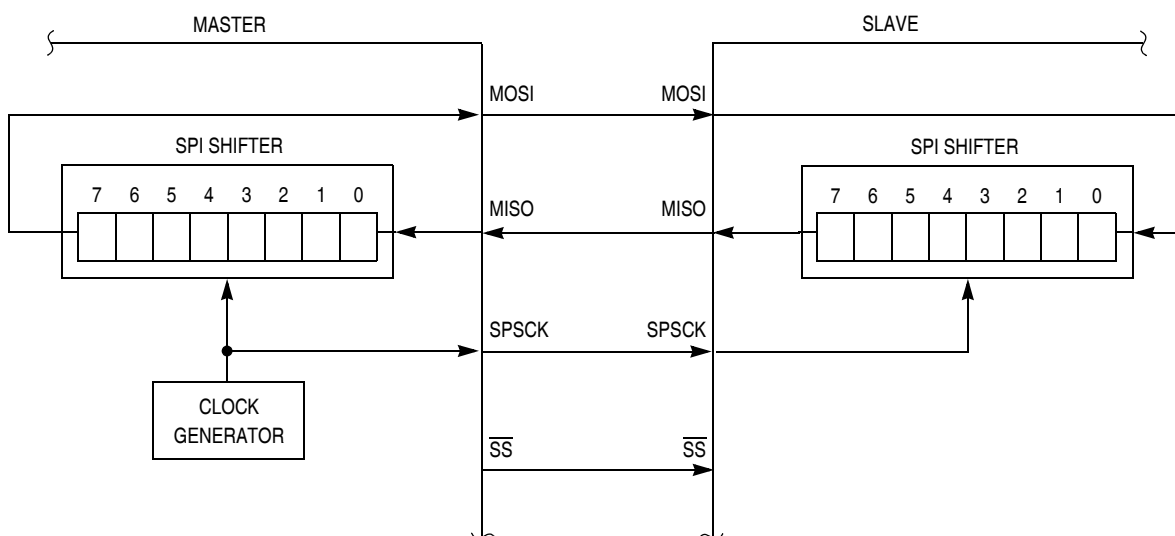 MASTER
SLAVE
MOSI
MOSI
SPI SHIFTER
SPI SHIFTER
7 6 5 4 3 2 1 0
7 6 5 4 3 2 1 0
MISO
MISO
SPSCK
SPSCK
CLOCK
GENERATOR
SS
SS